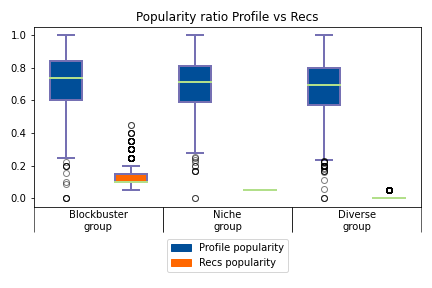 Popularity ratio Profile vs Recs
1.0
0.8
0.6
0.4
0.2
0.0
Blockbuster
group
Niche
group
Diverse
group
Profile popularity
Recs popularity